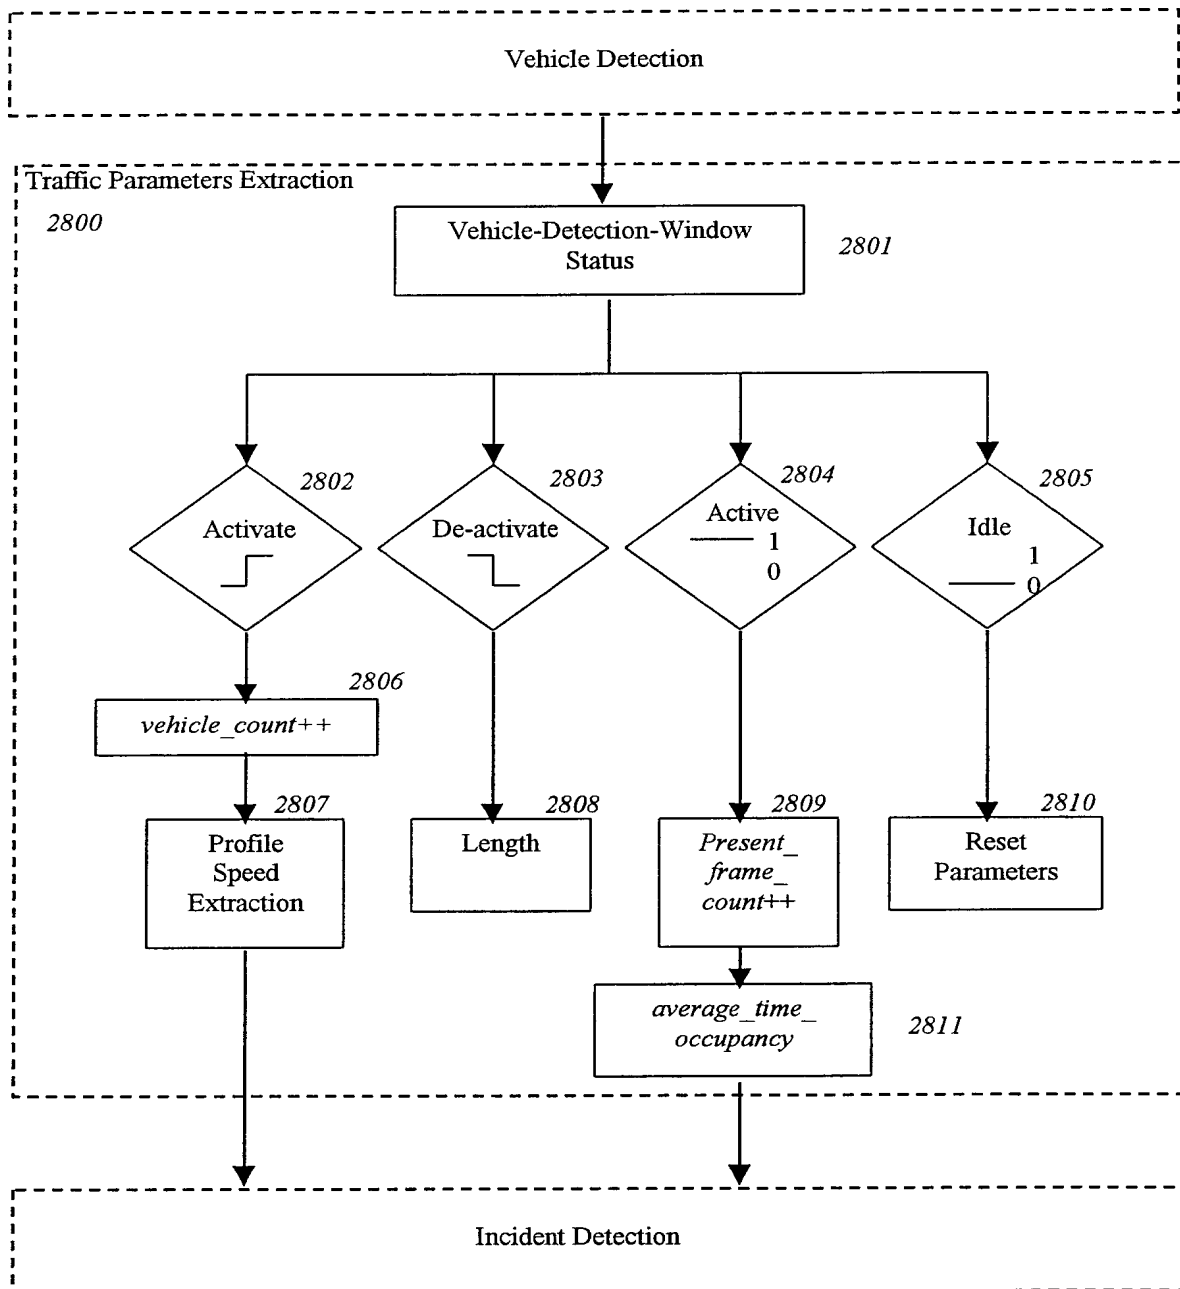 Vehicle Detection
Traffic Parameters Extraction
2800
Vehicle-Detection-Window
Status
2801
2802
2803
2804
2805
Activate
De-activate
Active
1
0
Idle
1
0
2806
vehicle_count++
2807
2808
2809
2810
Profile
Speed
Extraction
Length
Present_
frame_
count++
Reset
Parameters
average_time_
occupancy
2811
Incident Detection